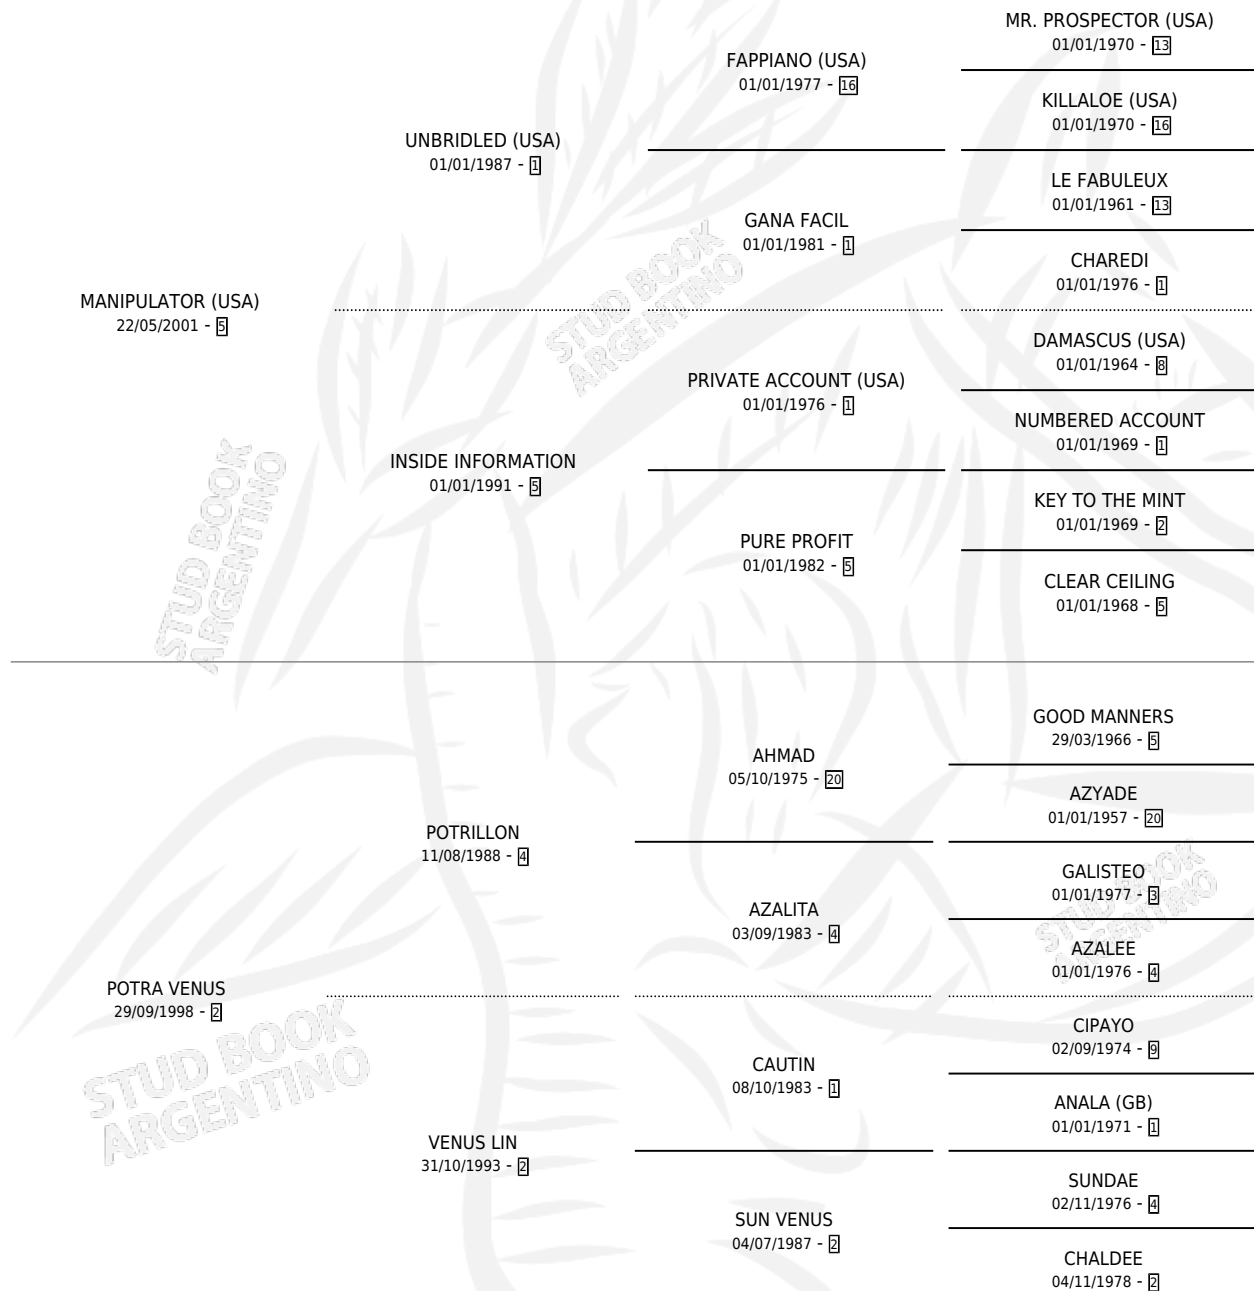 MR. PROSPECTOR (USA)
01/01/1970 - 13
FAPPIANO (USA)
01/01/1977 - 16
KILLALOE (USA)
01/01/1970 - 16
UNBRIDLED (USA)
01/01/1987 - 1
LE FABULEUX
01/01/1961 - 13
GANA FACIL
01/01/1981 - 1
CHAREDI
01/01/1976 - 1
MANIPULATOR (USA)
22/05/2001 - 5
DAMASCUS (USA)
01/01/1964 - 8
PRIVATE ACCOUNT (USA)
01/01/1976 - 1
NUMBERED ACCOUNT
01/01/1969 - 1
INSIDE INFORMATION
01/01/1991 - 5
KEY TO THE MINT
01/01/1969 - 2
PURE PROFIT
01/01/1982 - 5
CLEAR CEILING
01/01/1968 - 5
GOOD MANNERS
29/03/1966 - 5
AHMAD
05/10/1975 - 20
AZYADE
01/01/1957 - 20
POTRILLON
11/08/1988 - 4
GALISTEO
01/01/1977 - 3
AZALITA
03/09/1983 - 4
AZALEE
01/01/1976 - 4
POTRA VENUS
29/09/1998 - 2
CIPAYO
02/09/1974 - 9
CAUTIN
08/10/1983 - 1
ANALA (GB)
01/01/1971 - 1
VENUS LIN
31/10/1993 - 2
SUNDAE
02/11/1976 - 4
SUN VENUS
04/07/1987 - 2
CHALDEE
04/11/1978 - 2
STUD BOOK
ARGENTINO
STUD BOOK
ARGENTINO
STUD BOOK
ARGENTINO
STUD BOOK
ARGENTINO